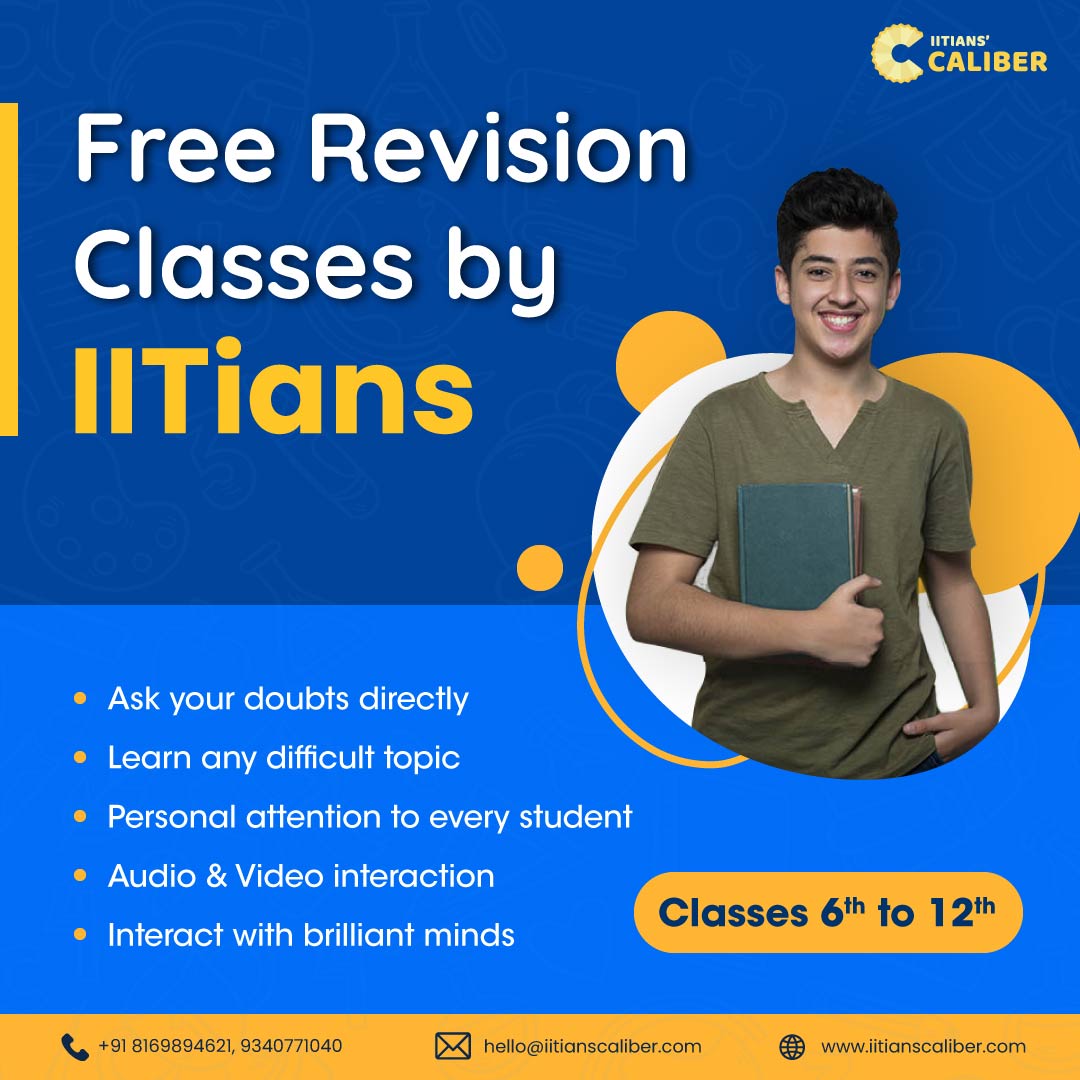 IITIANS'
CALIBER
Free Revision
Classes by
IITians
Ask your doubts directly
Learn any difficult topic
Personal attention to every student
Audio & Video interaction
Interact with brilliant minds
Classes 6th to 12th
+91 8169894621, 9340771040
hello@iitianscaliber.com
www.iitianscaliber.com